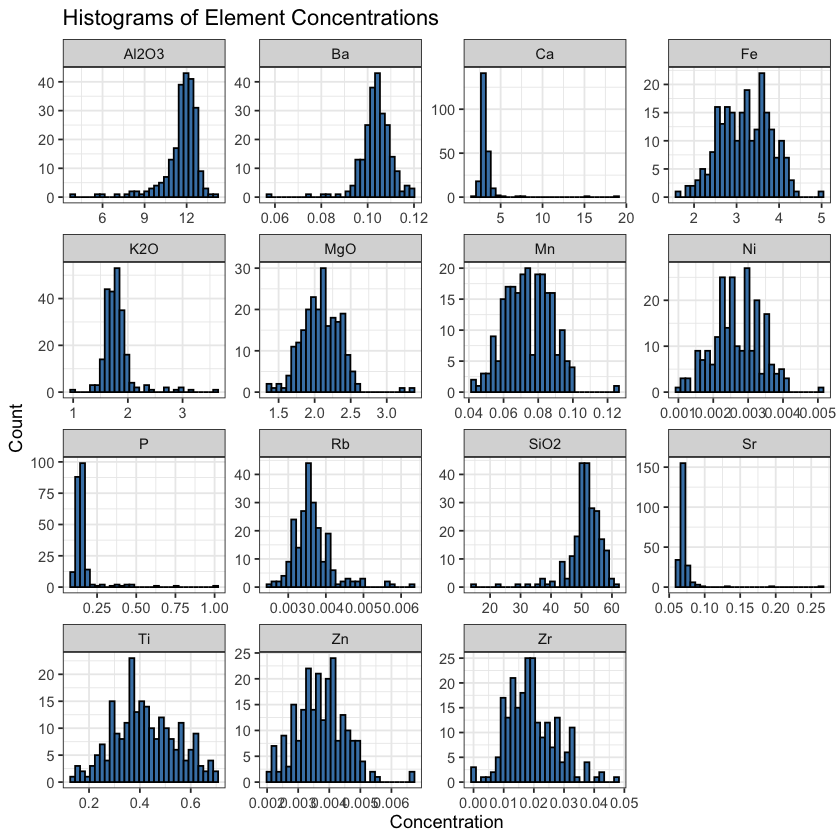 Histograms of Element Concentrations
Al2O3 Ba Ca Fe
40 30 20 10 0
40 30 20 10 0
100 50 0
20 15 10 5 0
6 9 12
0.06 0.08 0.10 0.12
5 10 15 20
2 3 4 5
K2O MgO Mn Ni
40 20 0
30 20 10 0
20 15 10 5 0
20 10 0
1 2 3
1.5 2.0 2.5 3.0
0.04 0.06 0.08 0.10 0.12
0.001 0.002 0.003 0.004 0.005
Count
P Rb SiO2 Sr
100 75 50 25 0
40 30 20 10 0
40 30 20 10 0
150 100 50 0
0.25 0.50 0.75 1.00
0.003 0.004 0.005 0.006
20 30 40 50 60
0.05 0.10 0.15 0.20 0.25
Ti Zn Zr
20 15 10 5 0
25 20 15 10 5 0
25 20 15 10 5 0
0.2 0.4 0.6
0.002 0.003 0.004 0.005 0.006
0.00 0.01 0.02 0.03 0.04 0.05
Concentration